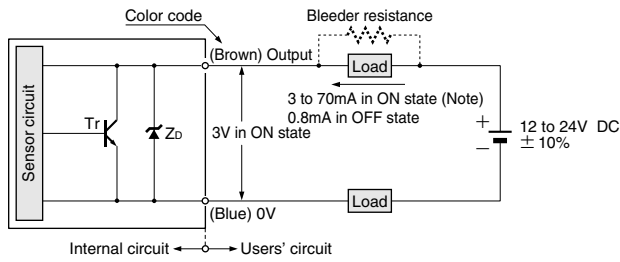 Color code
Bleeder resistance
(Brown) Output
Load
Sensor circuit
Tr
ZD
3V in ON state
3 to 70mA in ON state (Note)
0.8mA in OFF state
+
−
12 to 24V DC
± 10%
Load
(Blue) 0V
Internal circuit
Users' circuit